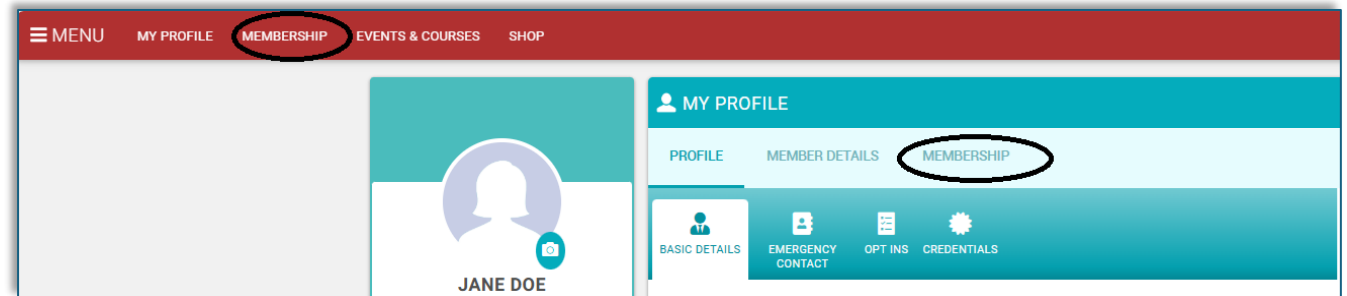 MENU MY PROFILE MEMBERSHIP EVENTS & COURSES SHOP
MY PROFILE
PROFILE MEMBER DETAILS MEMBERSHIP
BASIC DETAILS EMERGENCY CONTACT OPT INS CREDENTIALS
JANE DOE